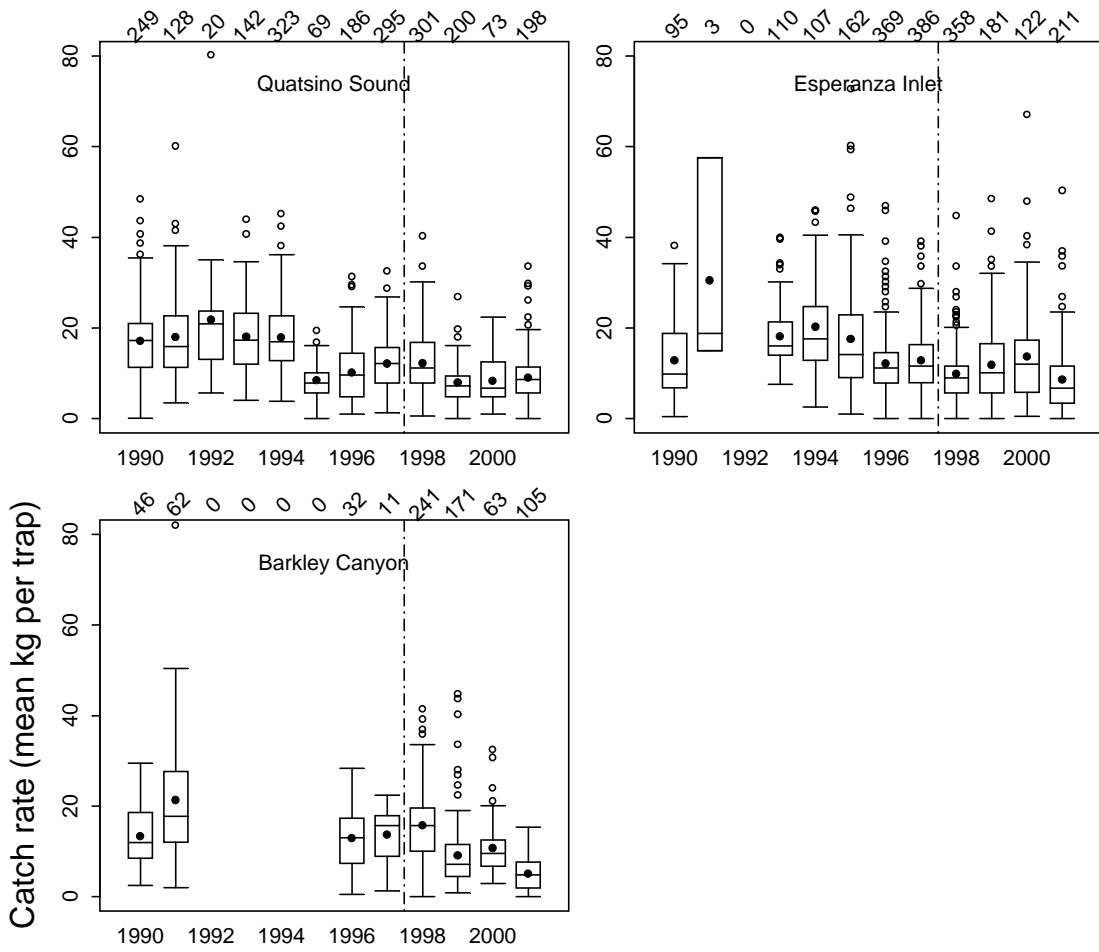 249 128 20 142 323 69 186 295 301 200 73 198
Quatsino Sound
80
60
40
20
0
1990 1992 1994 1996 1998 2000
95 3 0 110 107 162 369 386 358 181 122 211
Esperanza Inlet
80
60
40
20
0
1990 1992 1994 1996 1998 2000
46 62 0 0 0 0 32 11 241 171 63 105
Barkley Canyon
80
60
40
20
0
1990 1992 1994 1996 1998 2000
Catch rate (mean kg per trap)